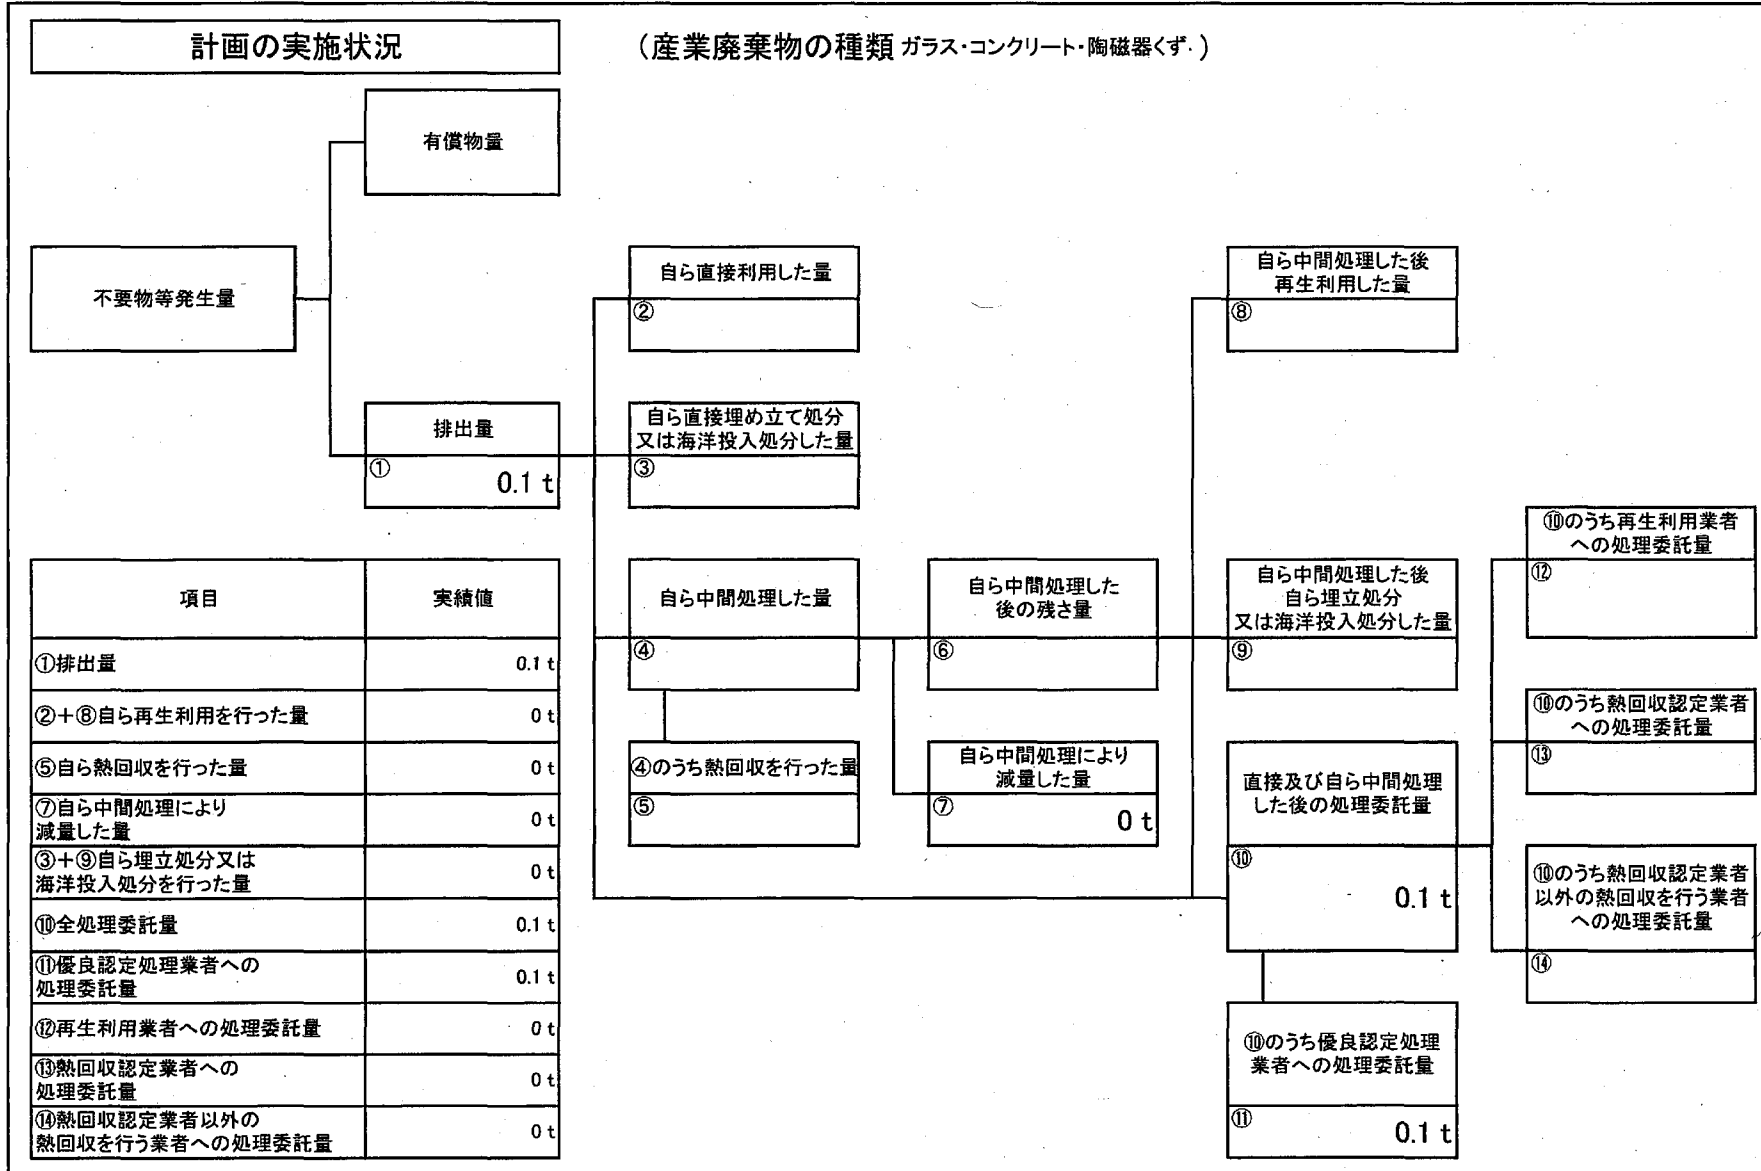 計画の実施状況
(産業廃棄物の種類 ガラス・コンクリート・陶磁器くず )
有償物量
不要物等発生量
排出量
①
0.1 t
自ら直接利用した量
②
自ら直接埋め立て処分
又は海洋投入処分した量
③
自ら中間処理した量
④
④のうち熱回収を行った量
⑤
自ら中間処理した
後の残さ量
⑥
自ら中間処理により
減量した量
⑦
0 t
自ら中間処理した後
再生利用した量
⑧
自ら中間処理した後
自ら埋立処分
又は海洋投入処分した量
⑨
直接及び自ら中間処理
した後の処理委託量
⑩
0.1 t
⑩のうち優良認定処理
業者への処理委託量
⑪
0.1 t
⑩のうち再生利用業者
への処理委託量
⑫
⑩のうち熱回収認定業者
への処理委託量
⑬
⑩のうち熱回収認定業者
以外の熱回収を行う業者
への処理委託量
⑭
項目 実績値
①排出量 0.1 t
②+⑧自ら再生利用を行った量 0 t
⑤自ら熱回収を行った量 0 t
⑦自ら中間処理により
減量した量 0 t
③+⑨自ら埋立処分又は
海洋投入処分を行った量 0 t
⑩全処理委託量 0.1 t
⑪優良認定処理業者への
処理委託量 0.1 t
⑫再生利用業者への処理委託量 0 t
⑬熱回収認定業者への
処理委託量 0 t
⑭熱回収認定業者以外の
熱回収を行う業者への処理委託量 0 t